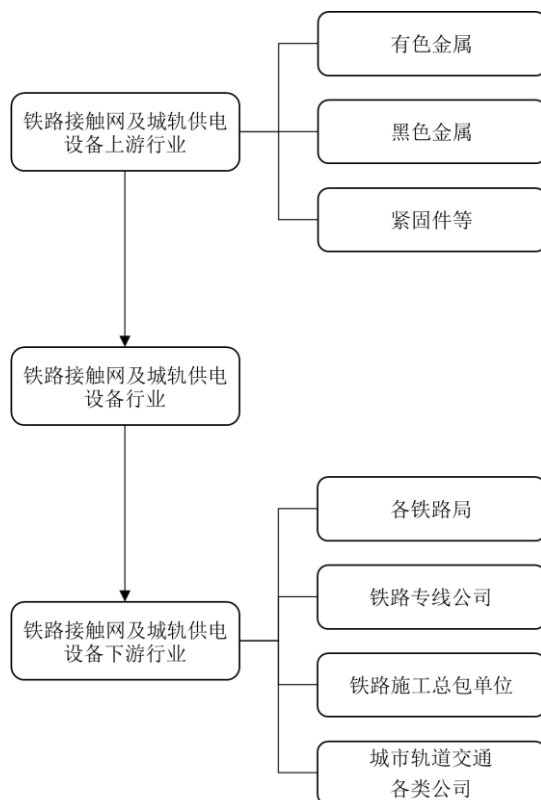 有色金属
铁路接触网及城轨供电
设备上游行业
黑色金属
紧固件等
铁路接触网及城轨供电
设备行业
各铁路局
铁路专线公司
铁路接触网及城轨供电
设备下游行业
铁路施工总包单位
城市轨道交通
各类公司